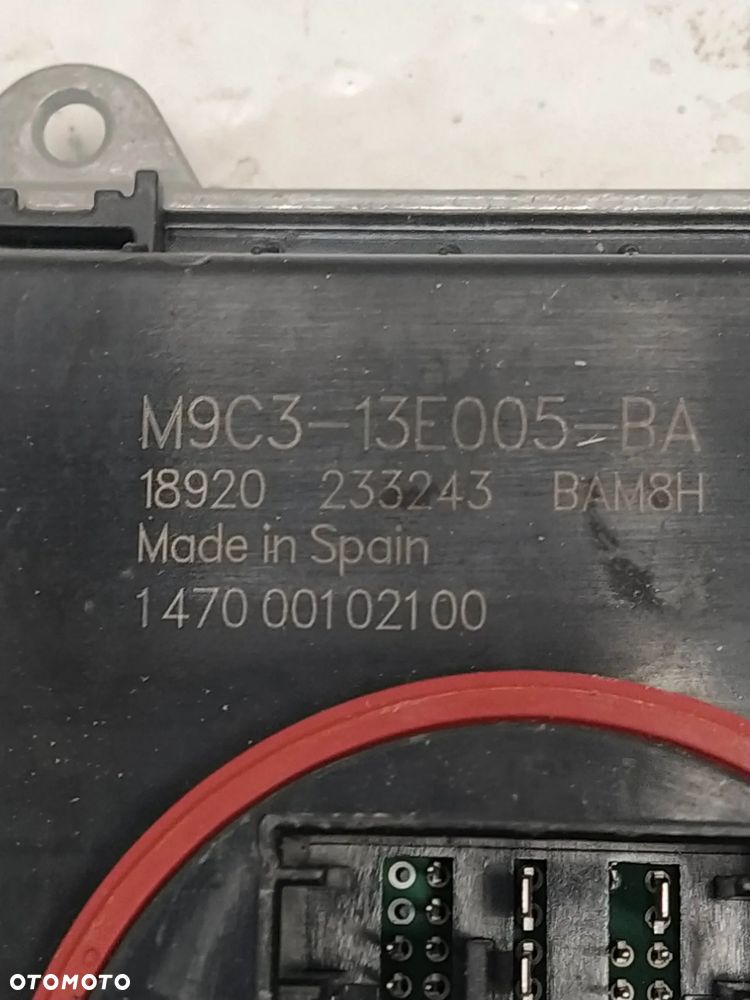 M9C3-13E005-BA
18920 233243 BAM8H
Made in Spain
1470 00102100
OTOMOTO